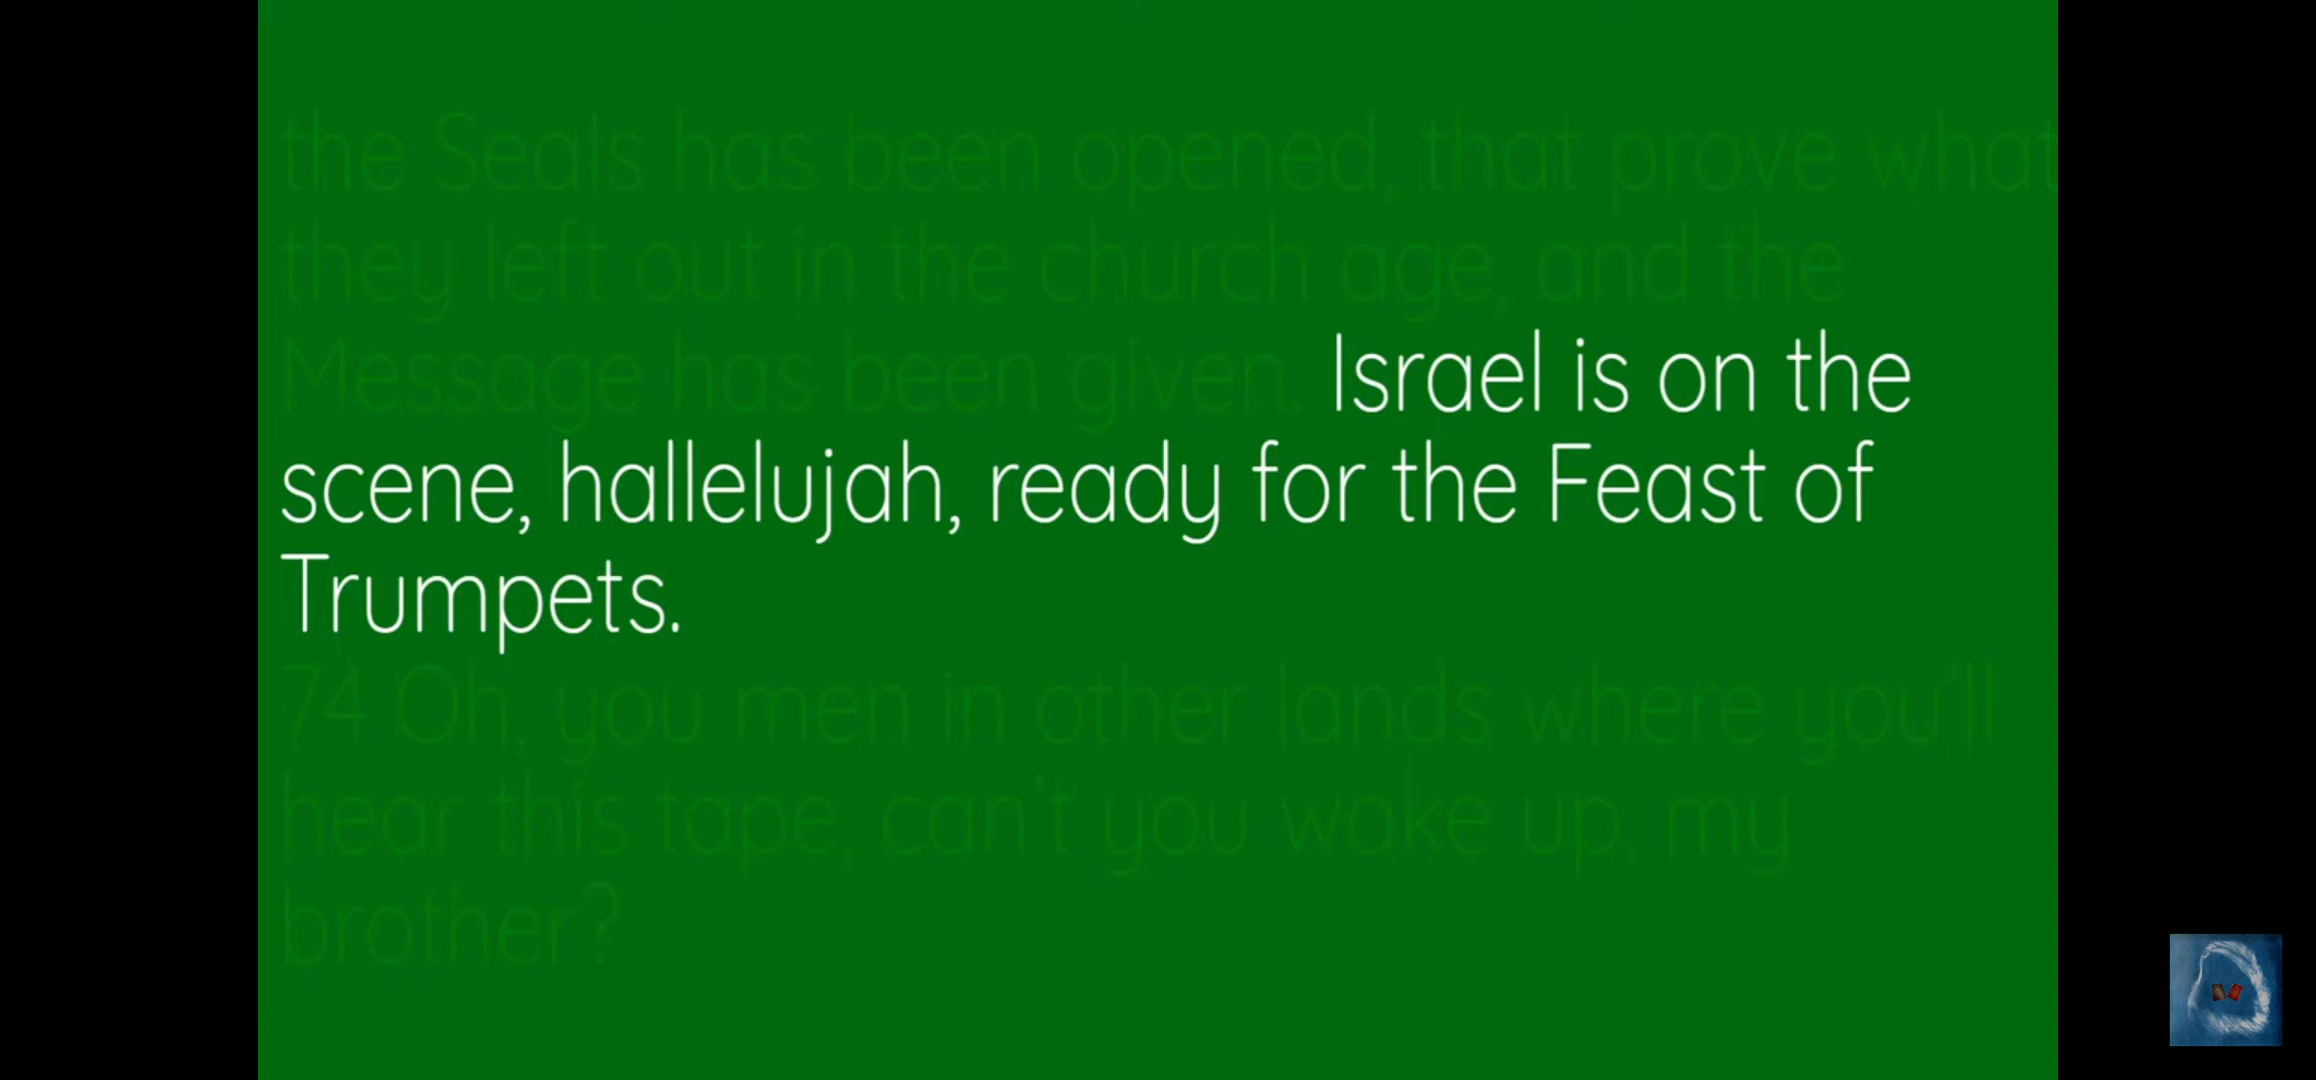 the Seals has been opened, that prove what
they left out in the church age, and the
Message has been given. Israel is on the
scene, hallelujah, ready for the Feast of
Trumpets.
74 Oh, you men in other lands where you'll
hear this tape, can't you wake up, my
brother?